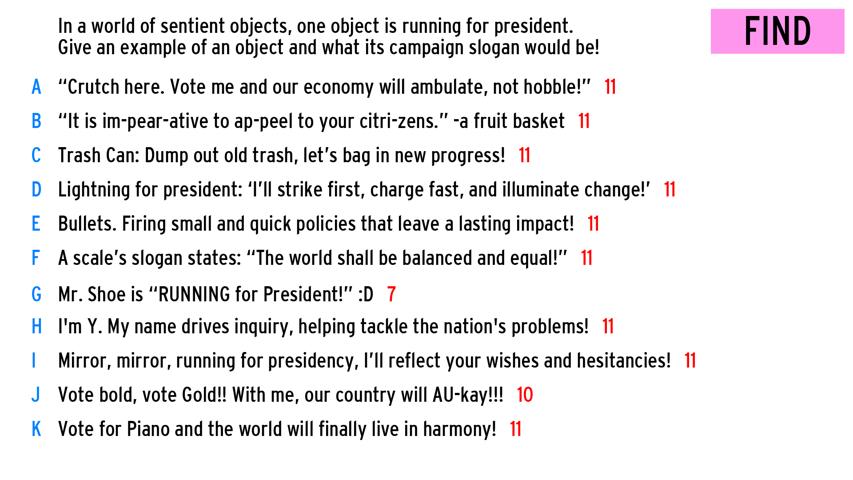 In a world of sentient objects, one object is running for president.
Give an example of an object and what its campaign slogan would be!
FIND
A “Crutch here. Vote me and our economy will ambulate, not hobble!” 11
B “It is im-pear-ative to ap-peel to your citri-zens.” -a fruit basket 11
C Trash Can: Dump out old trash, let’s bag in new progress! 11
D Lightning for president: ‘I’ll strike first, charge fast, and illuminate change!’ 11
E Bullets. Firing small and quick policies that leave a lasting impact! 11
F A scale’s slogan states: “The world shall be balanced and equal!” 11
G Mr. Shoe is “RUNNING for President!” :D 7
H I'm Y. My name drives inquiry, helping tackle the nation's problems! 11
I Mirror, mirror, running for presidency, I’ll reflect your wishes and hesitancies! 11
J Vote bold, vote Gold!! With me, our country will AU-kay!!! 10
K Vote for Piano and the world will finally live in harmony! 11